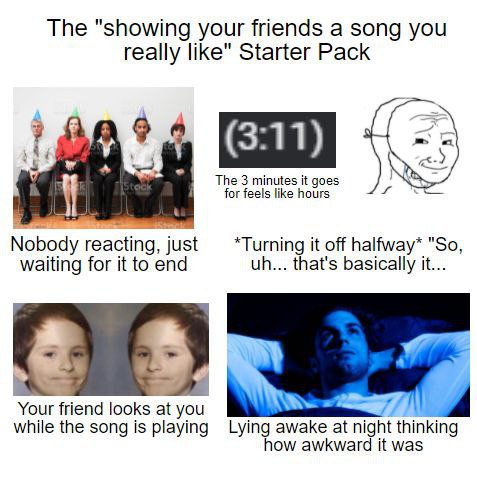 The "showing your friends a song you
really like" Starter Pack
(3:11)
The 3 minutes it goes
for feels like hours
iStock
iStock
Nobody reacting, just
waiting for it to end
*Turning it off halfway* "So,
uh... that's basically it...
Your friend looks at you
while the song is playing
Lying awake at night thinking
how awkward it was